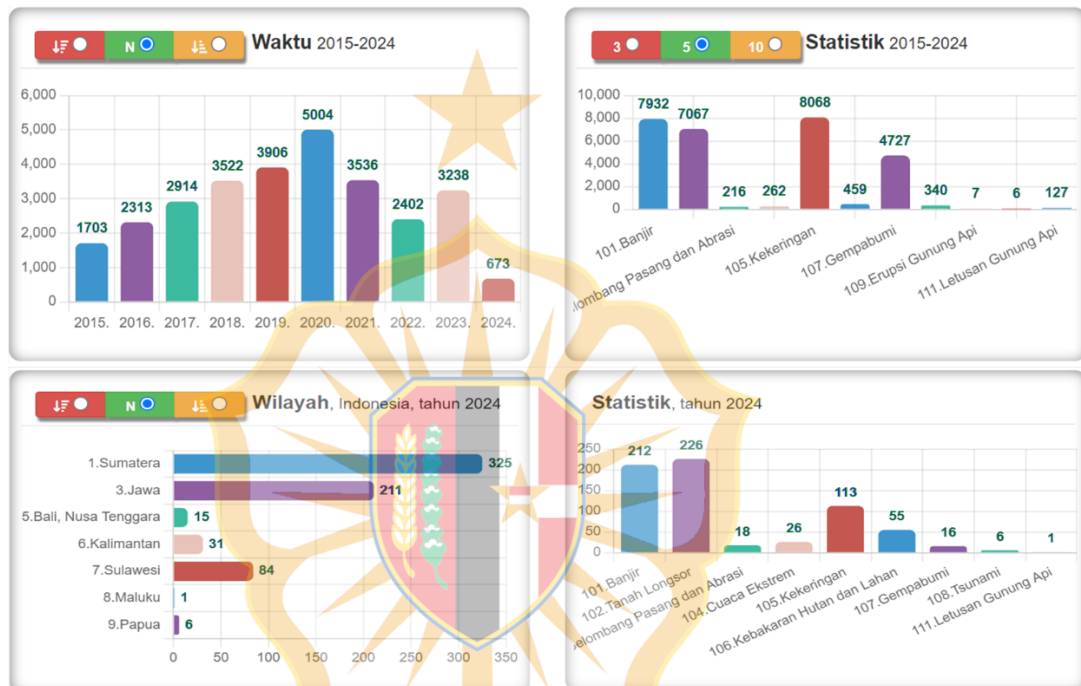 N
Waktu 2015-2024
6,000
5,000
4,000
3,000
2,000
1,000
0
1703
2313
2914
3522
3906
5004
3536
2402
3238
673
2015.
2016.
2017.
2018.
2019.
2020.
2021.
2022.
2023.
2024.
3
5
10
Statistik 2015-2024
10,000
8,000
6,000
4,000
2,000
0
7932
7067
216
262
8068
459
4727
340
7
6
127
101.Banjir
elombang Pasang dan Abrasi
105.Kekeringan
107.Gempabumi
109.Erupsi Gunung Api
111.Letusan Gunung Api
N
Wilayah, Indonesia, tahun 2024
1.Sumatera
325
3.Jawa
211
5.Bali, Nusa Tenggara
15
6.Kalimantan
31
7.Sulawesi
84
8.Maluku
1
9.Papua
6
0
50
100
150
200
250
300
350
Statistik, tahun 2024
250
200
150
100
50
0
212
226
18
26
113
55
16
6
1
101.Banjir
102.Tanah Longsor
elombang Pasang dan Abrasi
104.Cuaca Ekstrem
105.Kekeringan
106.Kebakaran Hutan dan Lahan
107.Gempabumi
108.Tsunami
111.Letusan Gunung Api